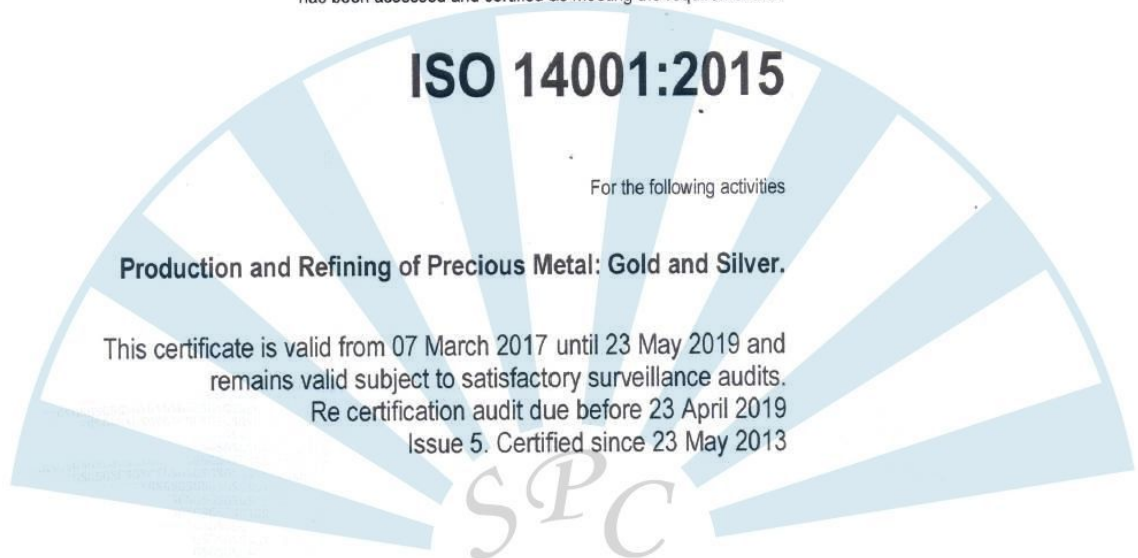 ISO 14001:2015
For the following activities
Production and Refining of Precious Metal: Gold and Silver.
This certificate is valid from 07 March 2017 until 23 May 2019 and
remains valid subject to satisfactory surveillance audits.
Re certification audit due before 23 April 2019
Issue 5. Certified since 23 May 2013
SPC